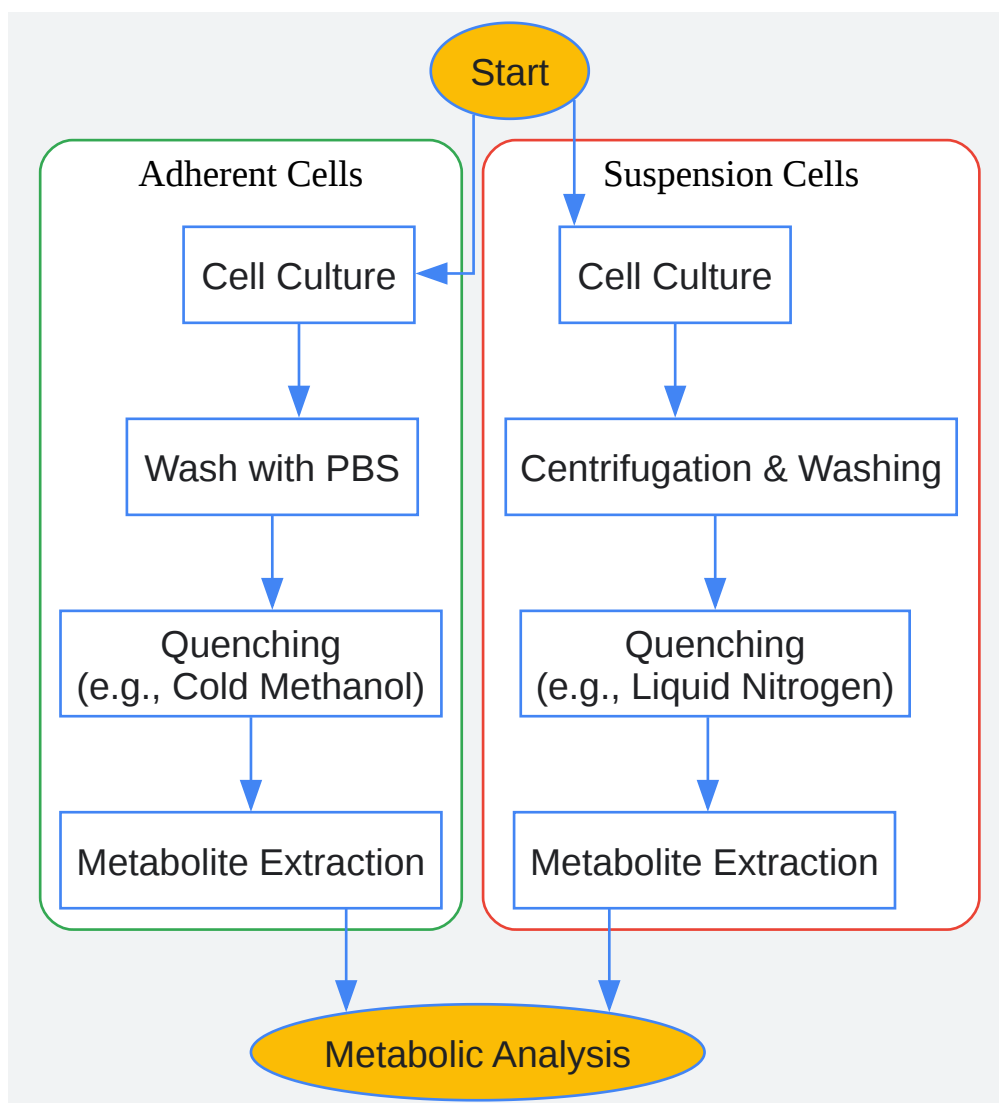 Start
Adherent Cells
Cell Culture
Wash with PBS
Quenching
(e.g., Cold Methanol)
Metabolite Extraction
Suspension Cells
Cell Culture
Centrifugation & Washing
Quenching
(e.g., Liquid Nitrogen)
Metabolite Extraction
Metabolic Analysis